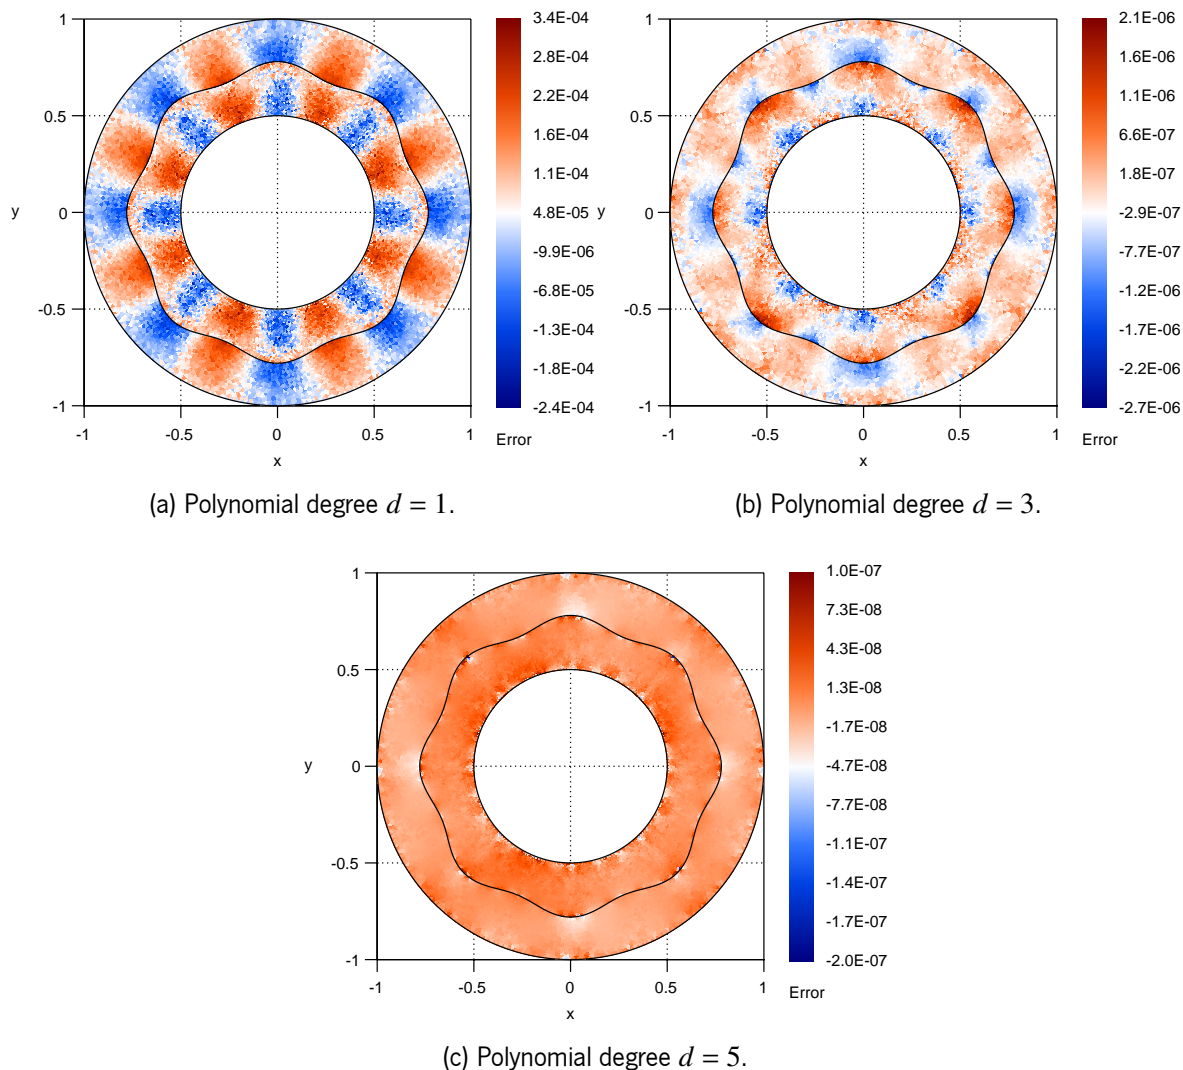 1
0.5
y
0
-0.5
-1
-1
-0.5
0
0.5
1
x
3.4E-04
2.8E-04
2.2E-04
1.6E-04
1.1E-04
4.8E-05
-9.9E-06
-6.8E-05
-1.3E-04
-1.8E-04
-2.4E-04
Error
(a) Polynomial degree d = 1.
1
0.5
y
0
-0.5
-1
-1
-0.5
0
0.5
1
x
2.1E-06
1.6E-06
1.1E-06
6.6E-07
1.8E-07
-2.9E-07
-7.7E-07
-1.2E-06
-1.7E-06
-2.2E-06
-2.7E-06
Error
(b) Polynomial degree d = 3.
1
0.5
y
0
-0.5
-1
-1
-0.5
0
0.5
1
x
1.0E-07
7.3E-08
4.3E-08
1.3E-08
-1.7E-08
-4.7E-08
-7.7E-08
-1.1E-07
-1.4E-07
-1.7E-07
-2.0E-07
Error
(c) Polynomial degree d = 5.